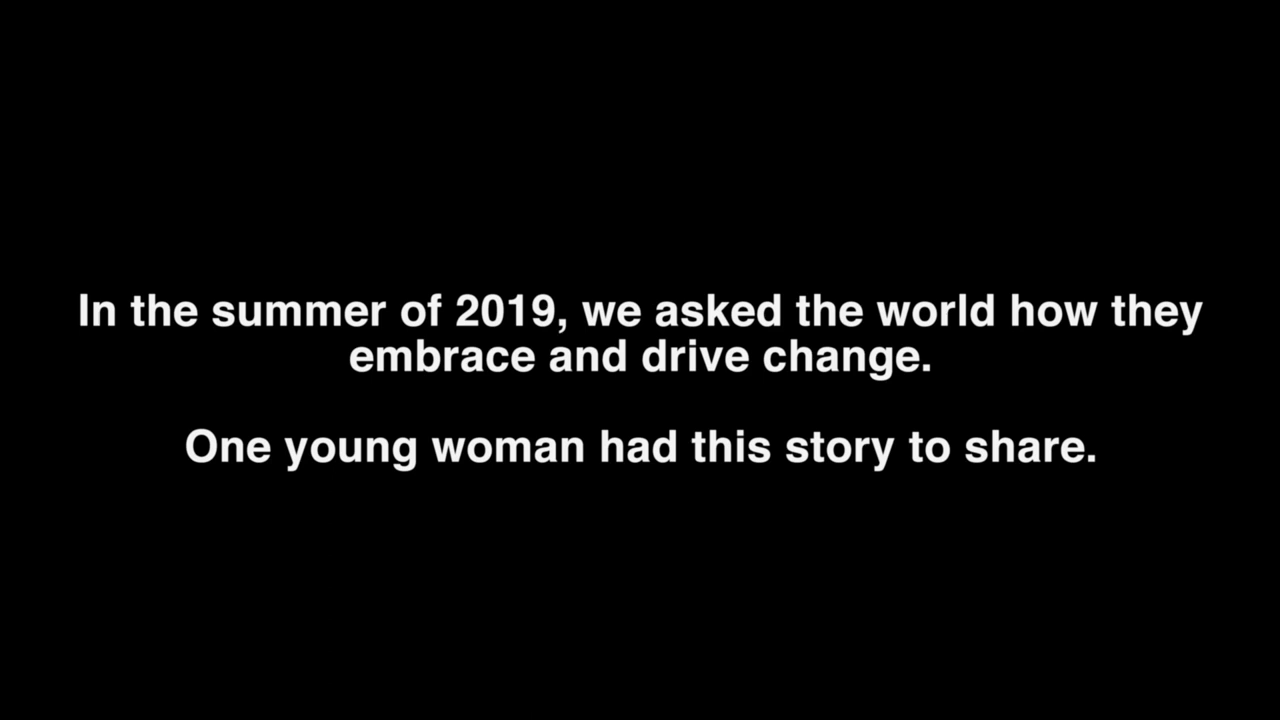 In the summer of 2019, we asked the world how they
embrace and drive change.
One young woman had this story to share.